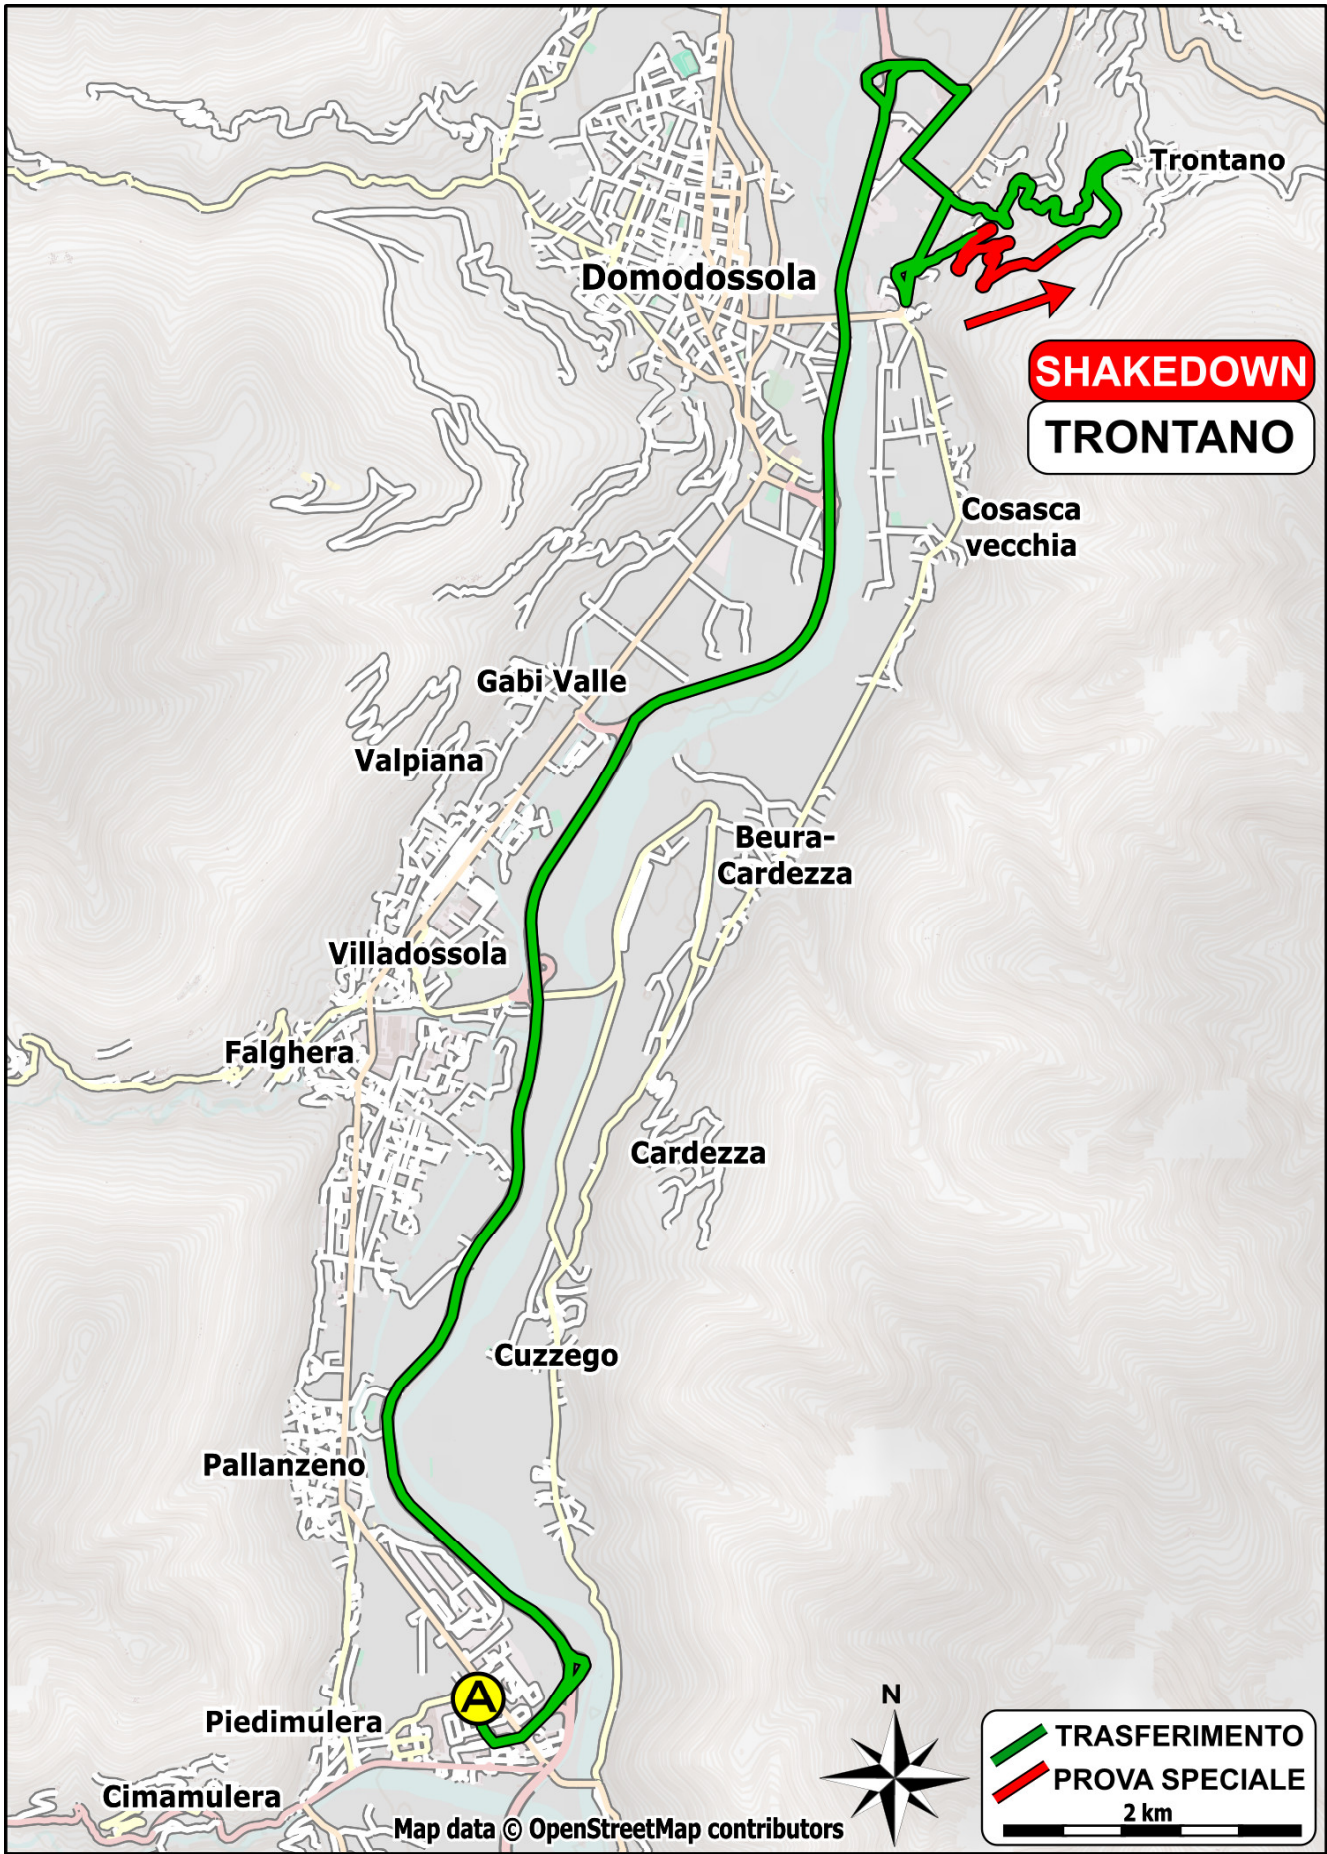 Trontano
Domodossola
SHAKEDOWN
TRONTANO
Cosasca
vecchia
Gabi Valle
Valpiana
Beura-
Cardezza
Villadossola
Falghera
Cardezza
Cuzzego
Pallanzeno
A
Piedimulera
Cimamulera
N
TRASFERIMENTO
PROVA SPECIALE
2 km
Map data © OpenStreetMap contributors